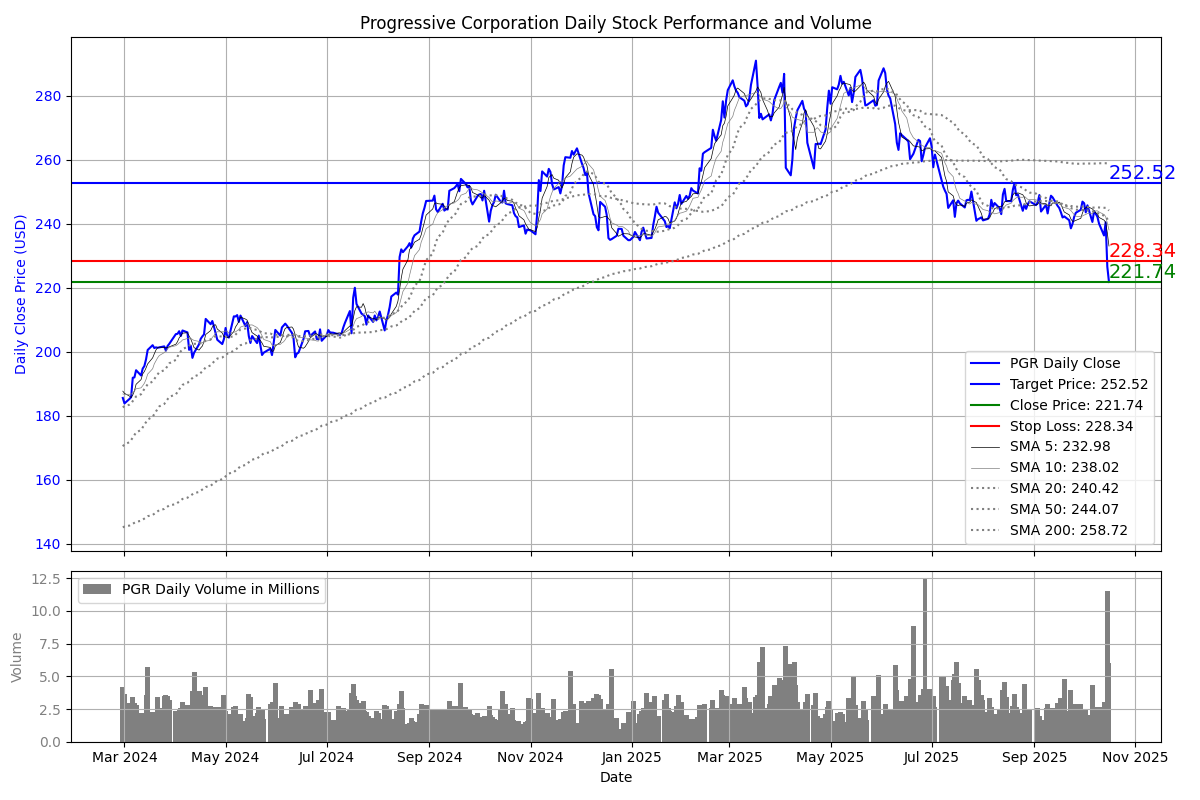 Progressive Corporation Daily Stock Performance and Volume
Daily Close Price (USD)
280
260
240
220
200
180
160
140
252.52
228.34
221.74
PGR Daily Close
Target Price: 252.52
Close Price: 221.74
Stop Loss: 228.34
SMA 5: 232.98
SMA 10: 238.02
SMA 20: 240.42
SMA 50: 244.07
SMA 200: 258.72
Volume
12.5
10.0
7.5
5.0
2.5
0.0
PGR Daily Volume in Millions
Mar 2024 May 2024 Jul 2024 Sep 2024 Nov 2024 Jan 2025 Mar 2025 May 2025 Jul 2025 Sep 2025 Nov 2025
Date